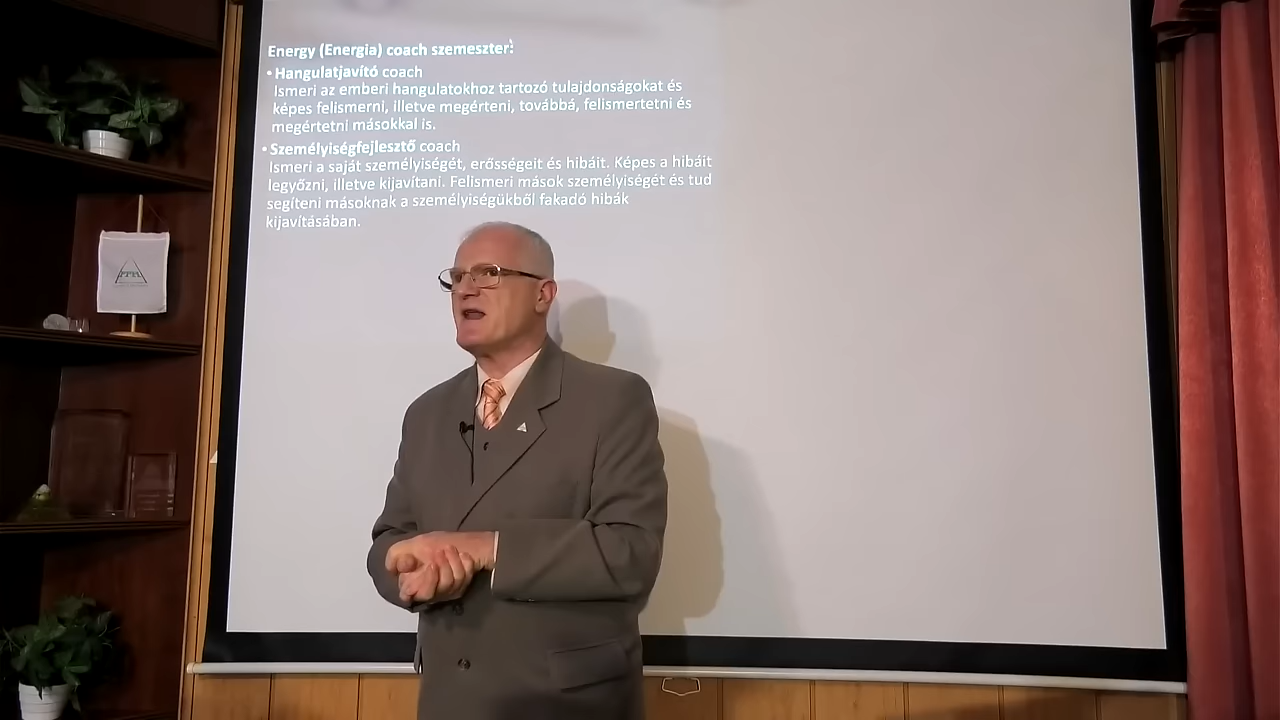 Energy (Energia) coach szemeszter:
• Hangulatjavító coach
Ismeri az emberi hangulatokhoz tartozó tulajdonságokat és
képes felismerni, illetve megérteni, továbbá, felismertetni és
megértetni másokkal is.
• Személyiségfejlesztő coach
Ismeri a saját személyiségét, erősségeit és hibáit. Képes a hibáit
legyőzni, illetve kijavítani. Felismeri mások személyiségét és tud
segíteni másoknak a személyiségükből fakadó hibák
kijavításában.